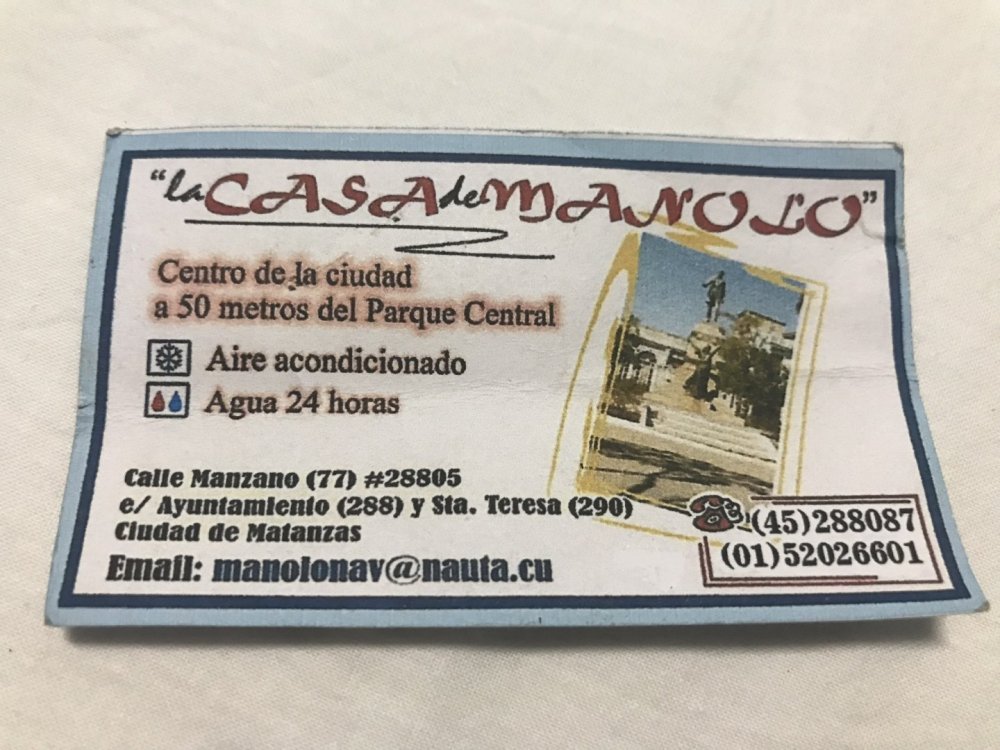 "la CASA de MANOLO"
Centro de la ciudad
a 50 metros del Parque Central
Aire acondicionado
Agua 24 horas
Calle Manzano (77) #28805
e/ Ayuntamiento (288) y Sta. Teresa (290)
Ciudad de Matanzas
Email: manolonav@nauta.cu
(45)288087
(01)52026601